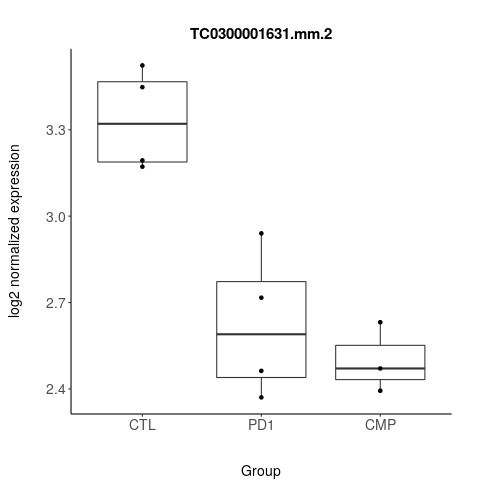 TC0300001631.mm.2
log2 normalized expression
3.3
3.0
2.7
2.4
CTL
PD1
CMP
Group